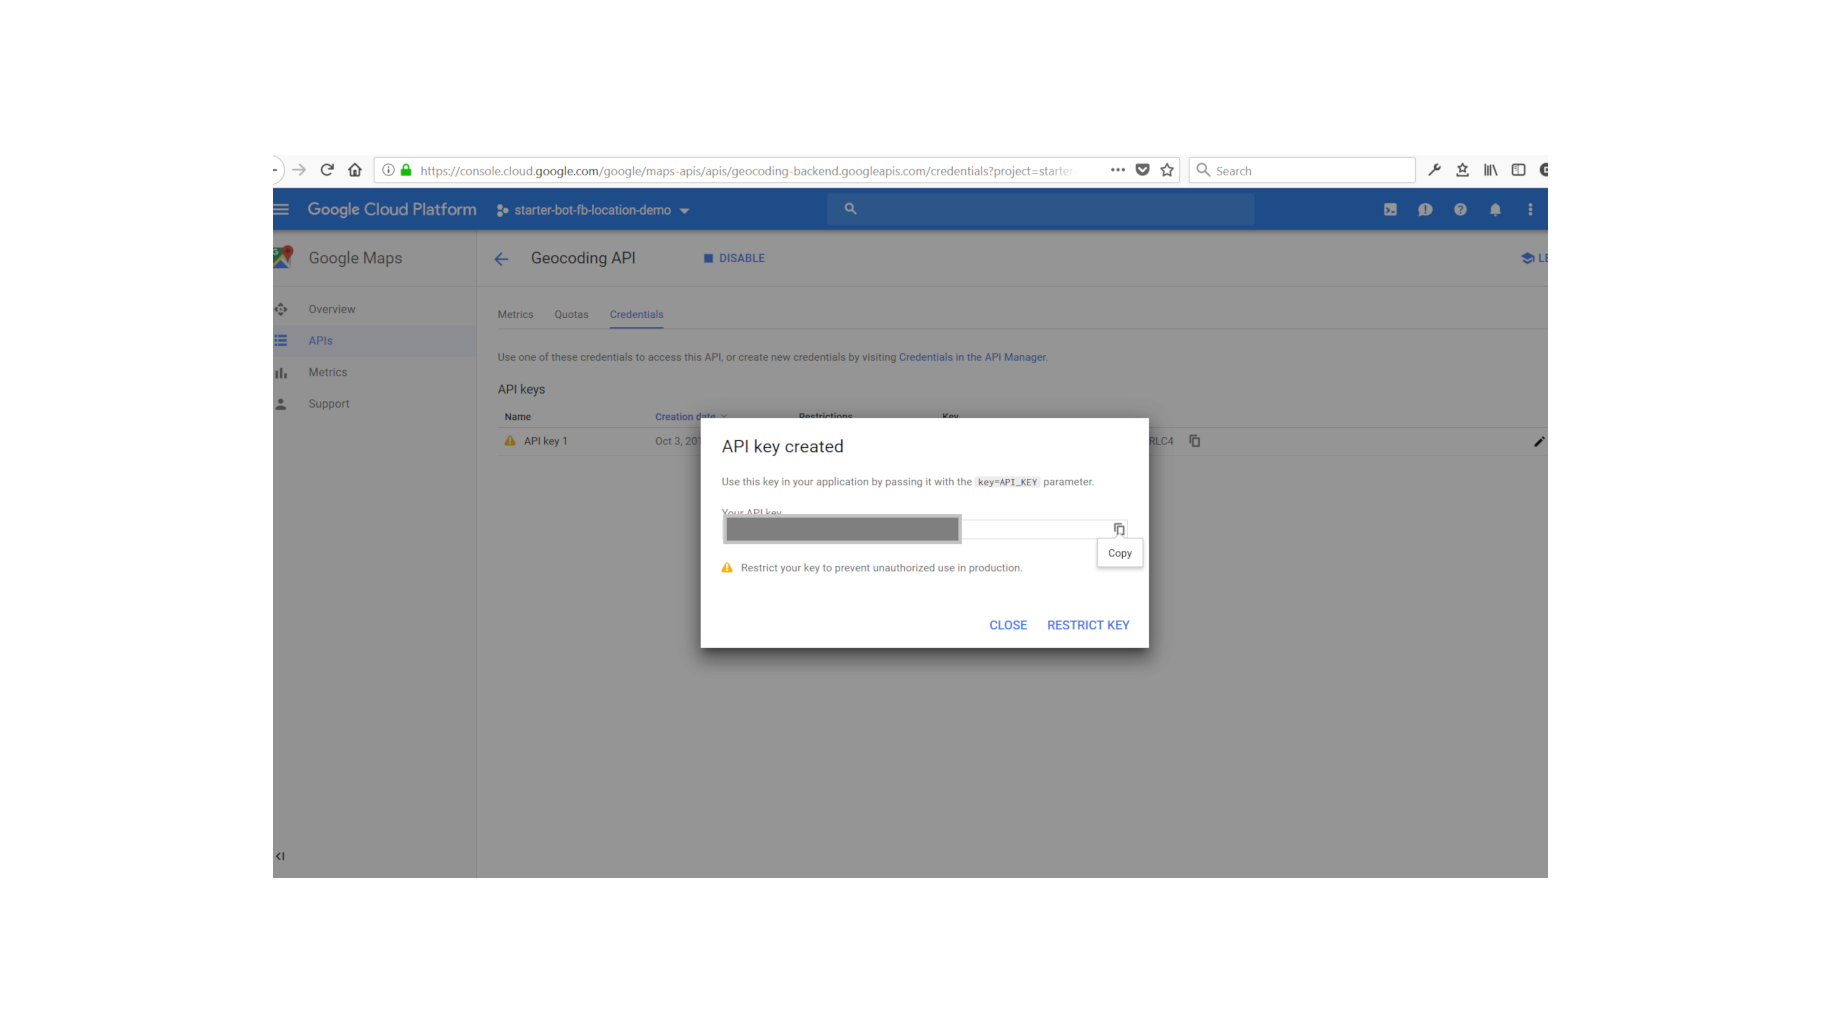 https://console.cloud.google.com/google/maps-apis/apis/geocoding-backend.googleapis.com/credentials?project=starter
Search
Google Cloud Platform
starter-bot-fb-location-demo
Google Maps
Geocoding API
DISABLE
LE
Overview
APIs
Metrics
Support
Metrics Quotas Credentials
Use one of these credentials to access this API, or create new credentials by visiting Credentials in the API Manager.
API keys
Name Creation date Restrictions Key
API key 1 Oct 3, 201 RLC4
API key created
Use this key in your application by passing it with the key=API_KEY parameter.
Your API key
Copy
Restrict your key to prevent unauthorized use in production.
CLOSE RESTRICT KEY